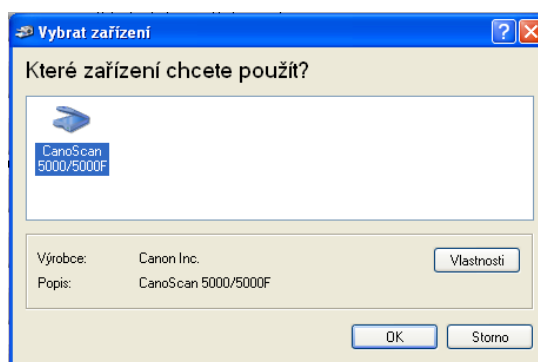 Vybrat zařízení
Které zařízení chcete použít?
CanoScan
5000/5000F
Výrobce: Canon Inc.
Vlastnosti
Popis: CanoScan 5000/5000F
OK Storno